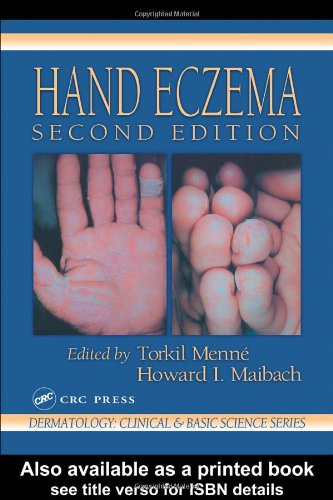 HAND ECZEMA
SECOND EDITION
Edited by Torkil Menné
Howard I. Maibach
CRC CRC PRESS
DERMATOLOGY: CLINICAL & BASIC SCIENCE SERIES
Also available as a printed book
see title verso for ISBN details